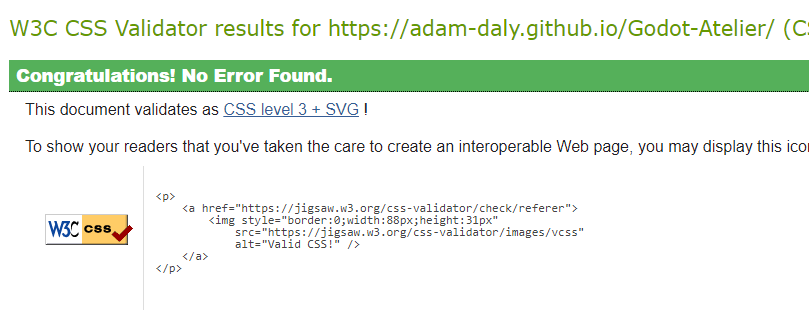 W3C CSS Validator results for https://adam-daly.github.io/Godot-Atelier/ (CS
Congratulations! No Error Found.
This document validates as CSS level 3 + SVG !
To show your readers that you've taken the care to create an interoperable Web page, you may display this ico
W3C css
<p>
<a href="https://jigsaw.w3.org/css-validator/check/referer">
<img style="border:0;width:88px;height:31px"
src="https://jigsaw.w3.org/css-validator/images/vcss"
alt="Valid CSS!" />
</a>
</p>